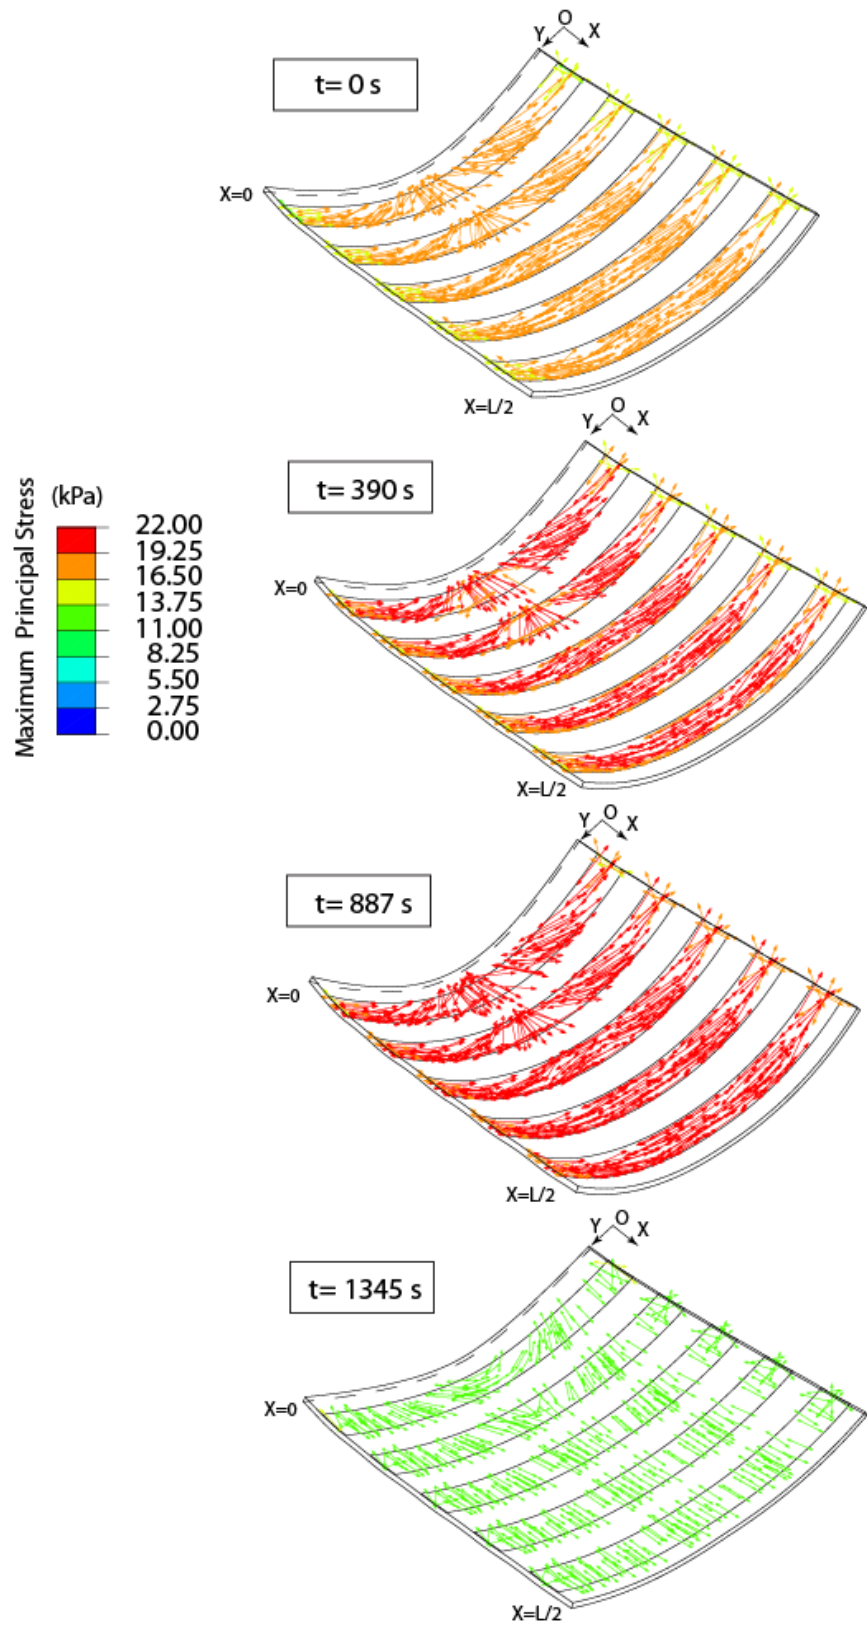 O
Y
X
t= 0 s
X=0
X=L/2
O
Y
X
t= 390 s
X=0
X=L/2
Maximum Principal Stress
(kPa)
22.00
19.25
16.50
13.75
11.00
8.25
5.50
2.75
0.00
O
Y
X
t= 887 s
X=0
X=L/2
O
Y
X
t= 1345 s
X=0
X=L/2